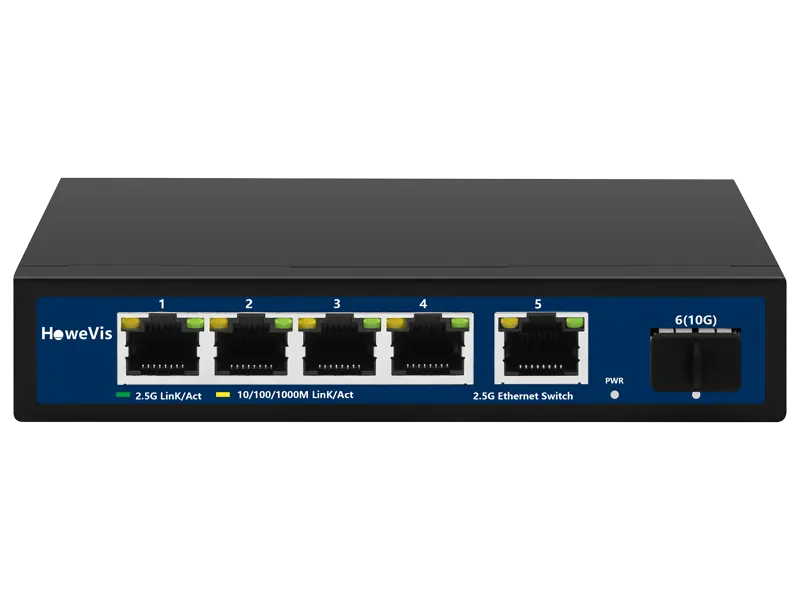 1 2 3 4 5
6(10G)
HoweVis
PWR
2.5G LinK/Act 10/100/1000M LinK/Act 2.5G Ethernet Switch